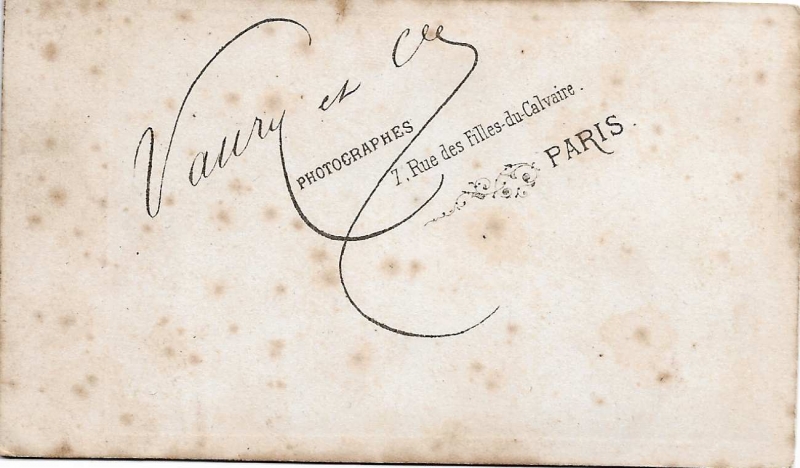 Vaury et Cie
PHOTOGRAPHES
7, Rue des Filles-du-Calvaire.
PARIS.